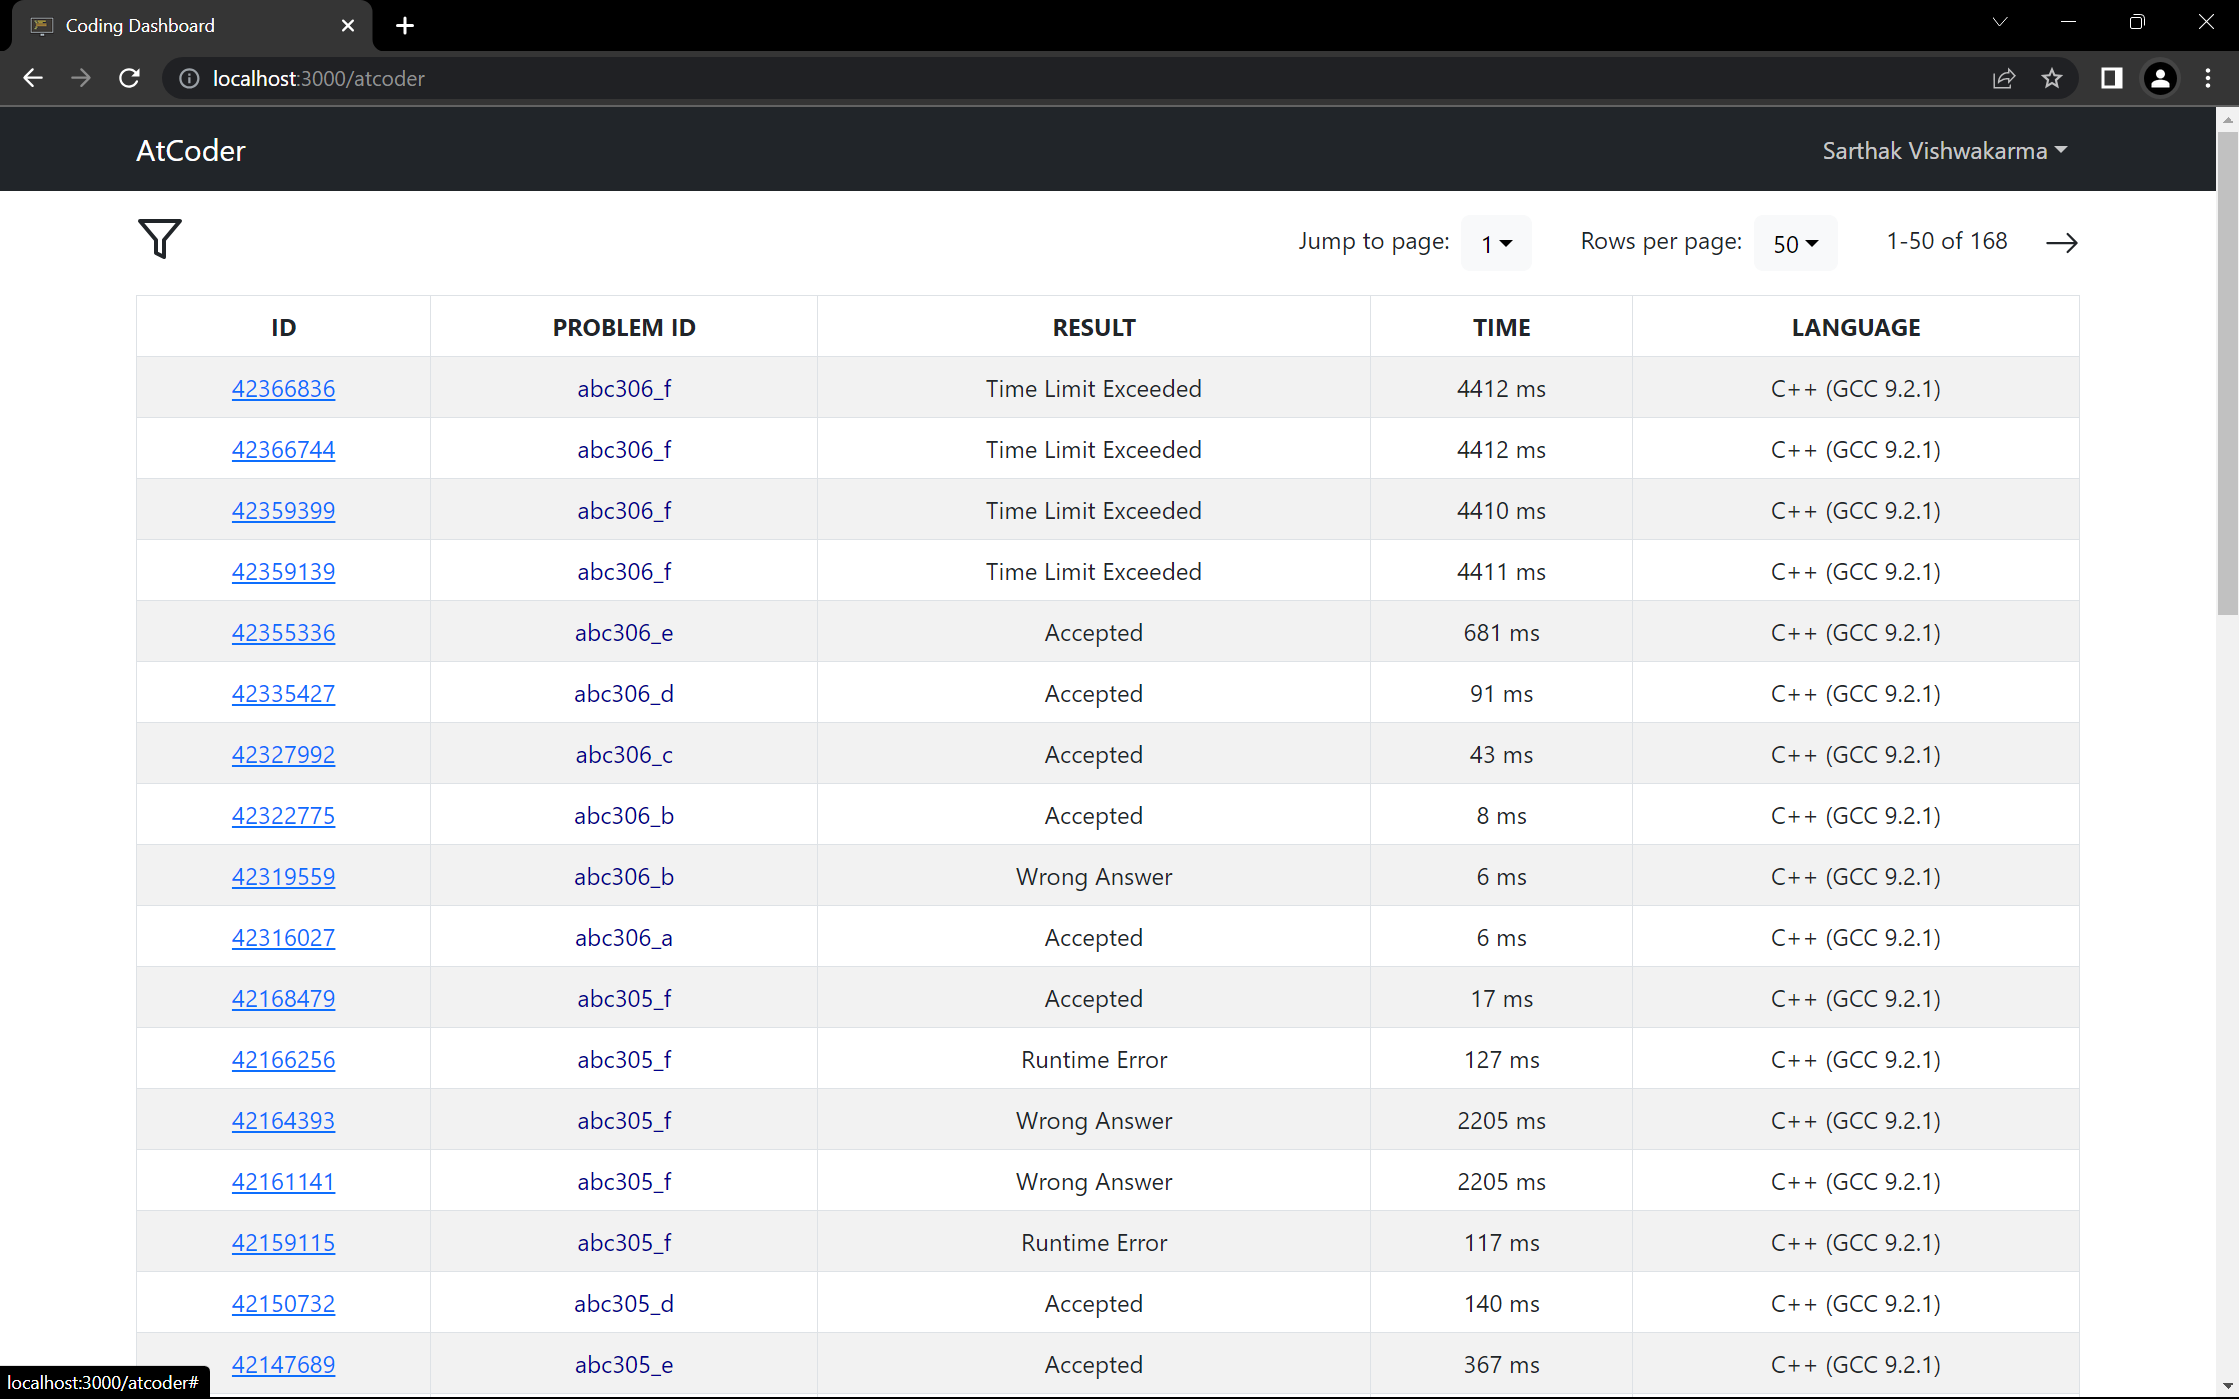 Coding Dashboard
localhost:3000/atcoder
AtCoder Sarthak Vishwakarma
Jump to page: 1 Rows per page: 50 1-50 of 168
ID PROBLEM ID RESULT TIME LANGUAGE
42366836 abc306_f Time Limit Exceeded 4412 ms C++ (GCC 9.2.1)
42366744 abc306_f Time Limit Exceeded 4412 ms C++ (GCC 9.2.1)
42359399 abc306_f Time Limit Exceeded 4410 ms C++ (GCC 9.2.1)
42359139 abc306_f Time Limit Exceeded 4411 ms C++ (GCC 9.2.1)
42355336 abc306_e Accepted 681 ms C++ (GCC 9.2.1)
42335427 abc306_d Accepted 91 ms C++ (GCC 9.2.1)
42327992 abc306_c Accepted 43 ms C++ (GCC 9.2.1)
42322775 abc306_b Accepted 8 ms C++ (GCC 9.2.1)
42319559 abc306_b Wrong Answer 6 ms C++ (GCC 9.2.1)
42316027 abc306_a Accepted 6 ms C++ (GCC 9.2.1)
42168479 abc305_f Accepted 17 ms C++ (GCC 9.2.1)
42166256 abc305_f Runtime Error 127 ms C++ (GCC 9.2.1)
42164393 abc305_f Wrong Answer 2205 ms C++ (GCC 9.2.1)
42161141 abc305_f Wrong Answer 2205 ms C++ (GCC 9.2.1)
42159115 abc305_f Runtime Error 117 ms C++ (GCC 9.2.1)
42150732 abc305_d Accepted 140 ms C++ (GCC 9.2.1)
42147689 abc305_e Accepted 367 ms C++ (GCC 9.2.1)
localhost:3000/atcoder#